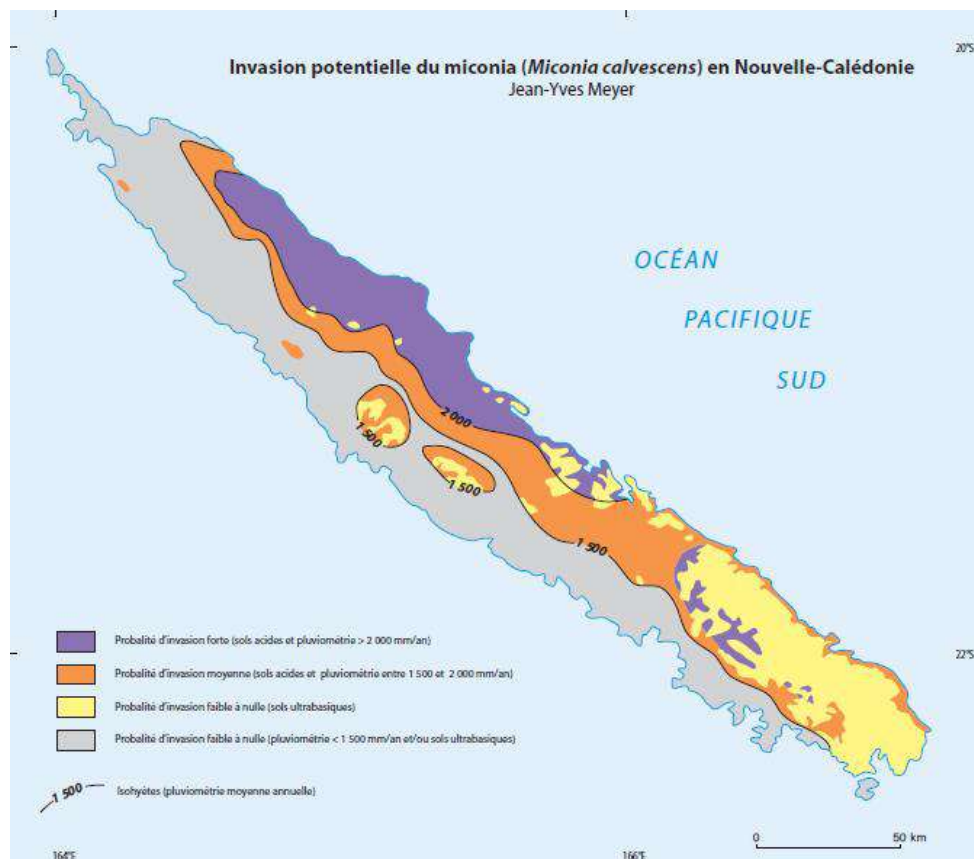 20°S
Invasion potentielle du miconia (Miconia calvescens) en Nouvelle-Calédonie
Jean-Yves Meyer
OCÉAN
PACIFIQUE
SUD
2 000
1 500
1 500
1 500
Probalité d'invasion forte (sols acides et pluviométrie > 2 000 mm/an)
Probalité d'invasion moyenne (sols acides et pluviométrie entre 1 500 et 2 000 mm/an)
22°S
Probalité d'invasion faible à nulle (sols ultrabasiques)
Probalité d'invasion faible à nulle (pluviométrie < 1 500 mm/an et/ou sols ultrabasiques)
1 500
Isohyètes (pluviométrie moyenne annuelle)
0 50 km
164°E 166°E